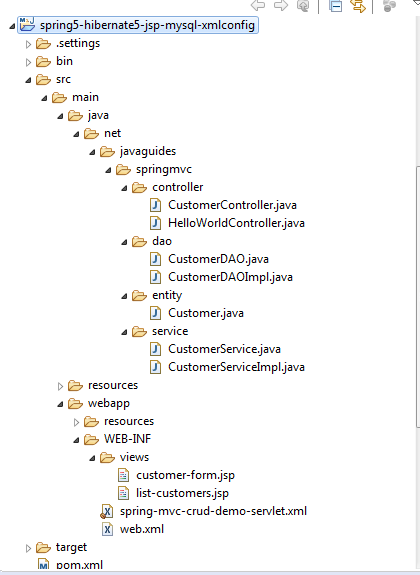 spring5-hibernate5-jsp-mysql-xmlconfig
.settings
bin
src
main
java
net
javaguides
springmvc
controller
CustomerController.java
HelloWorldController.java
dao
CustomerDAO.java
CustomerDAOImpl.java
entity
Customer.java
service
CustomerService.java
CustomerServiceImpl.java
resources
webapp
resources
WEB-INF
views
customer-form.jsp
list-customers.jsp
spring-mvc-crud-demo-servlet.xml
web.xml
target
pom.xml